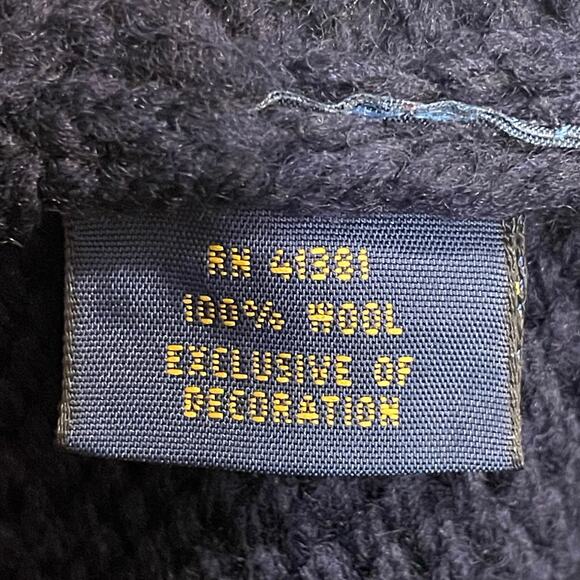 RN 41381
100% WOOL
EXCLUSIVE OF
DECORATION